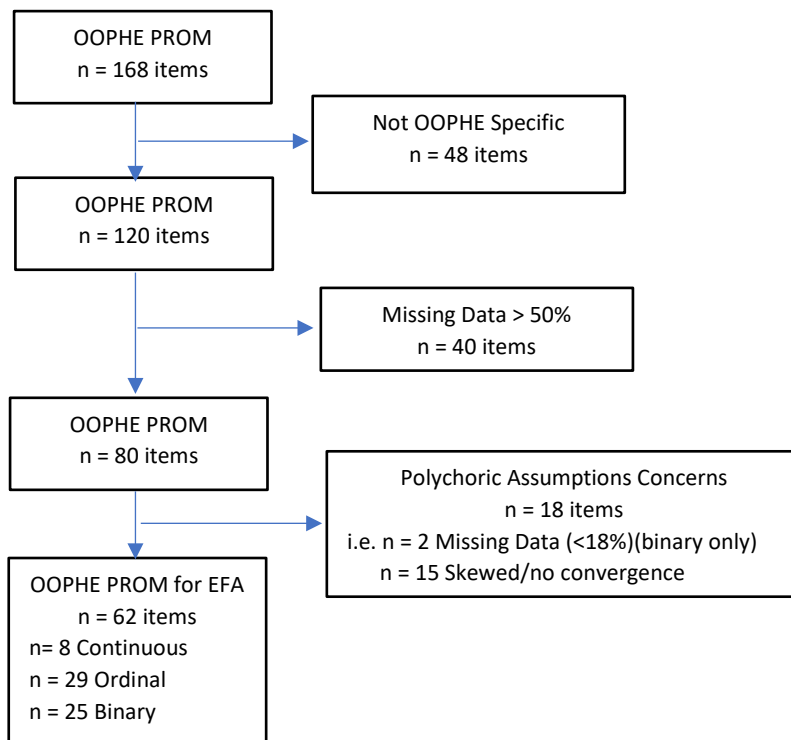 OOPHE PROM
n = 168 items
Not OOPHE Specific
n = 48 items
OOPHE PROM
n = 120 items
Missing Data > 50%
n = 40 items
OOPHE PROM
n = 80 items
Polychoric Assumptions Concerns
n = 18 items
i.e. n = 2 Missing Data (<18%)(binary only)
n = 15 Skewed/no convergence
OOPHE PROM for EFA
n = 62 items
n= 8 Continuous
n = 29 Ordinal
n = 25 Binary